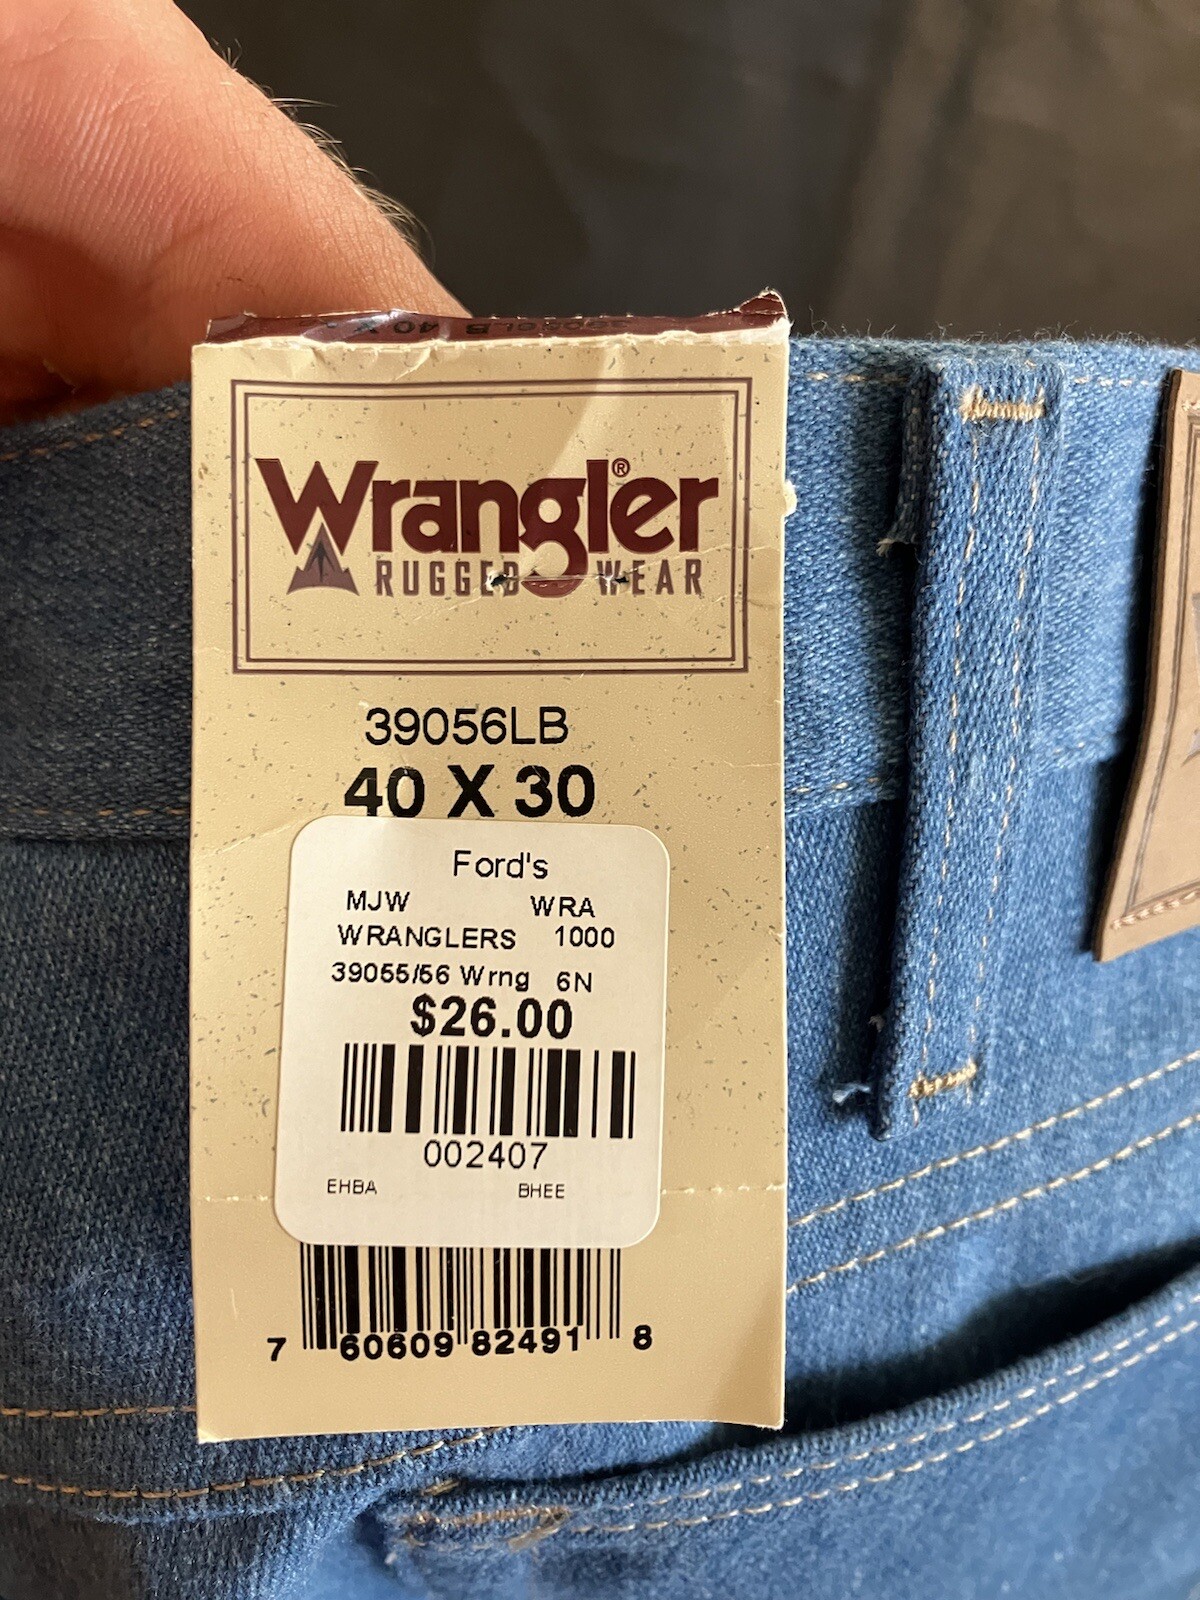 Wrangler®
RUGGED WEAR
39056LB
40 X 30
Ford's
MJW WRA
WRANGLERS 1000
39055/56 Wrng 6N
$26.00
002407
EHBA BHEE
7 60609 82491 8